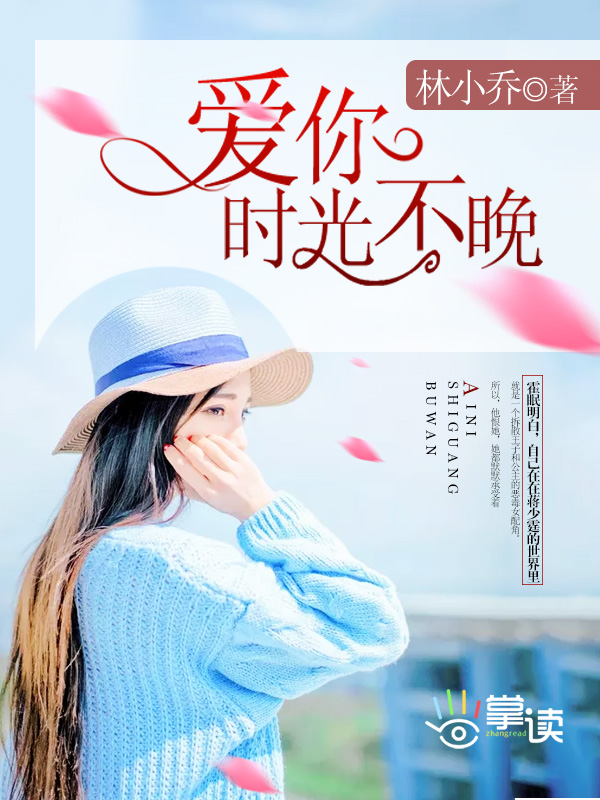 林小乔◎著
爱你
时光不晚
霍眠明白，自己在在蒋少霆的世界里
就是一个拆散王子和公主的恶毒女配角，
所以，他恨她，她都默默承受着
AINI
SHIGUANG
BUWAN
掌读
zhangread